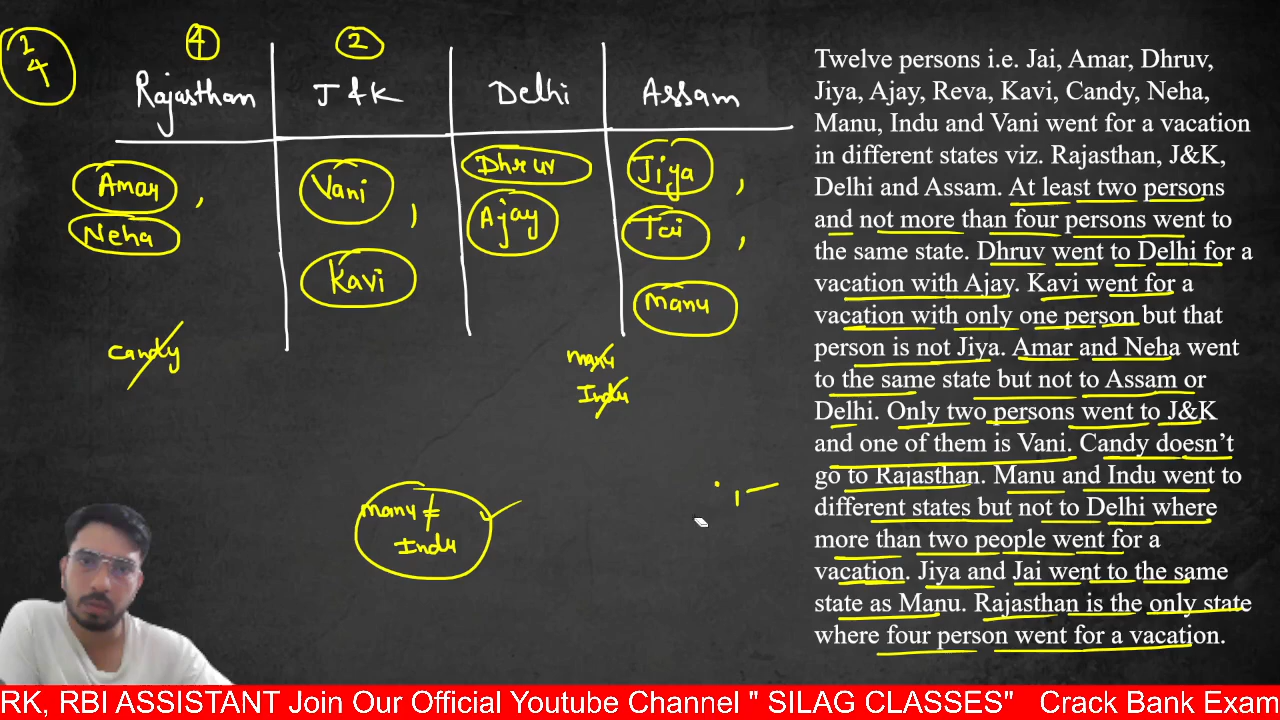 1
4
4
2
Rajasthan J&K Delhi Assam
Amar , Vani , Dhruv Jiya ,
Neha Ajay Jai ,
Kavi Manu
Candy Manu
Indu
Manu ≠
Indu
Twelve persons i.e. Jai, Amar, Dhruv,
Jiya, Ajay, Reva, Kavi, Candy, Neha,
Manu, Indu and Vani went for a vacation
in different states viz. Rajasthan, J&K,
Delhi and Assam. At least two persons
and not more than four persons went to
the same state. Dhruv went to Delhi for a
vacation with Ajay. Kavi went for a
vacation with only one person but that
person is not Jiya. Amar and Neha went
to the same state but not to Assam or
Delhi. Only two persons went to J&K
and one of them is Vani. Candy doesn’t
go to Rajasthan. Manu and Indu went to
different states but not to Delhi where
more than two people went for a
vacation. Jiya and Jai went to the same
state as Manu. Rajasthan is the only state
where four person went for a vacation.
RK, RBI ASSISTANT Join Our Official Youtube Channel " SILAG CLASSES" Crack Bank Exam